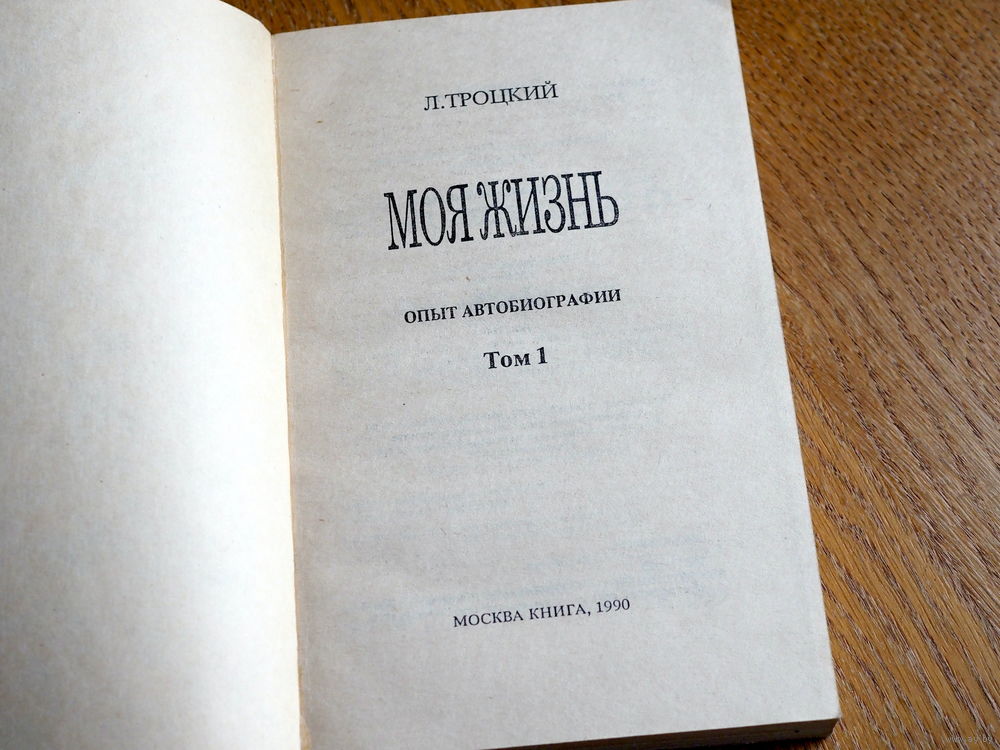 Л.ТРОЦКИЙ
МОЯ ЖИЗНЬ
ОПЫТ АВТОБИОГРАФИИ
Том 1
МОСКВА КНИГА, 1990